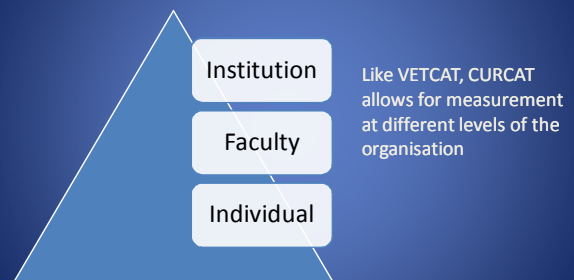 Institution
Faculty
Individual
Like VETCAT, CURCAT
allows for measurement
at different levels of the
organisation